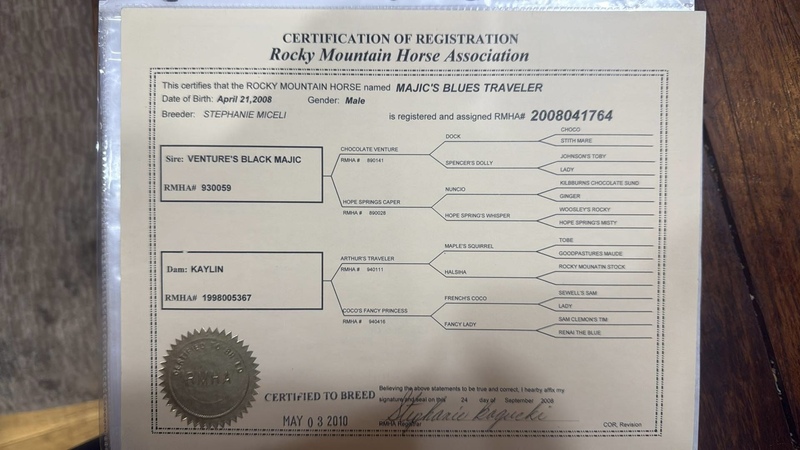 CERTIFICATION OF REGISTRATION
Rocky Mountain Horse Association
This certifies that the ROCKY MOUNTAIN HORSE named MAJIC'S BLUES TRAVELER
Date of Birth: April 21,2008 Gender: Male
Breeder: STEPHANIE MICELI is registered and assigned RMHA# 2008041764
Sire: VENTURE'S BLACK MAJIC
RMHA# 930059
CHOCOLATE VENTURE
RMHA # 890141
HOPE SPRINGS CAPER
RMHA # 890028
DOCK
SPENCER'S DOLLY
NUNCIO
HOPE SPRING'S WHISPER
CHOCO
STITH MARE
JOHNSON'S TOBY
LADY
KILBBURNS CHOCOLATE SUND
GINGER
WOOSLEY'S ROCKY
HOPE SPRING'S MISTY
Dam: KAYLIN
RMHA# 1998005367
ARTHUR'S TRAVELER
RMHA # 940111
COCO'S FANCY PRINCESS
RMHA # 940416
MAPLE'S SQUIRREL
HALSIHA
FRENCH'S COCO
FANCY LADY
TOBE
GOODPASTURES MAUDE
ROCKY MOUNATIN STOCK
SEWELL'S SAM
LADY
SAM CLEMON'S TIM
RENAI THE BLUE
RMHA
CERTIFIED TO BREED
MAY 03 2010
Believing the above statements to be true and correct, I hearby affix my
signature and seal on this 24 day of September 2008
Stephanie Rogucki
RMHA Registrar
COR, Revision